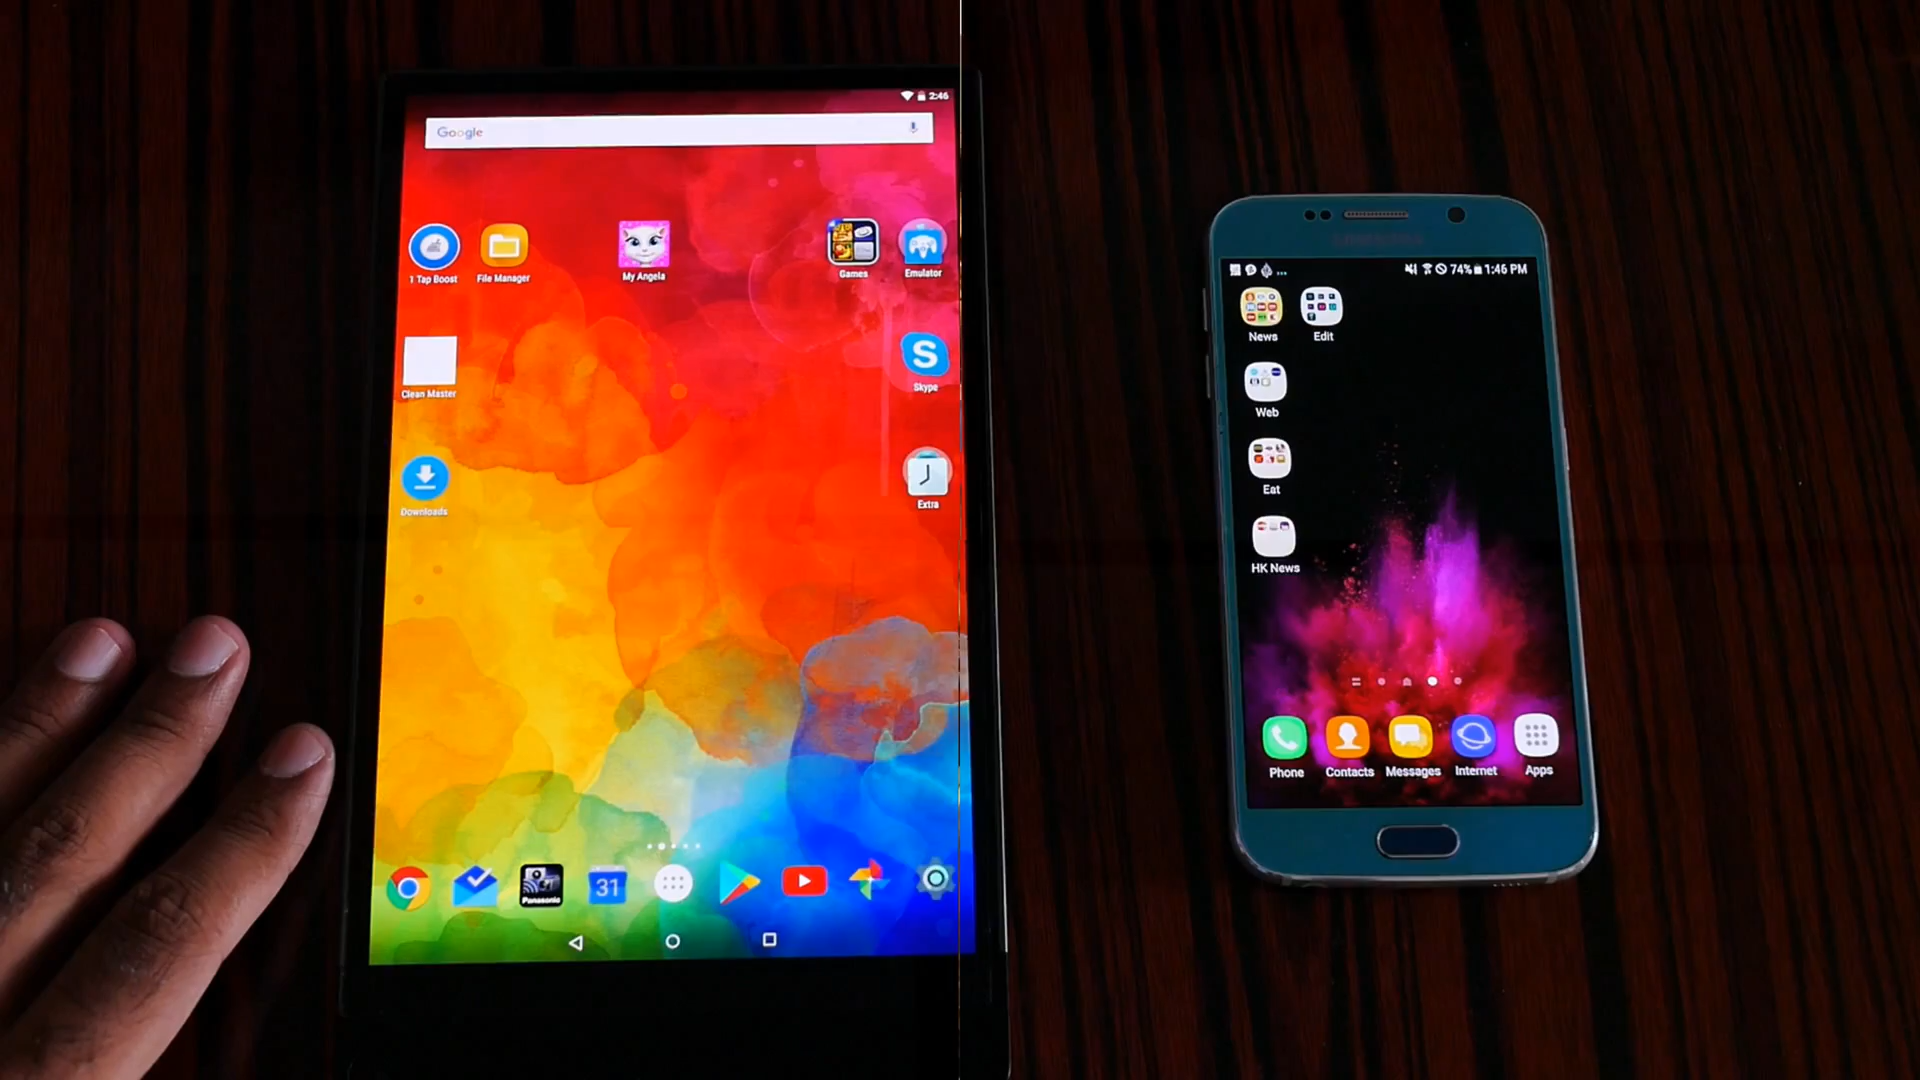 2:46
Google
1 Tap Boost
File Manager
My Angela
Games
Emulator
Clean Master
S
Skype
Downloads
Extra
Panasonic
31
74% 1:46 PM
News
Edit
Web
Eat
HK News
Phone
Contacts
Messages
Internet
Apps